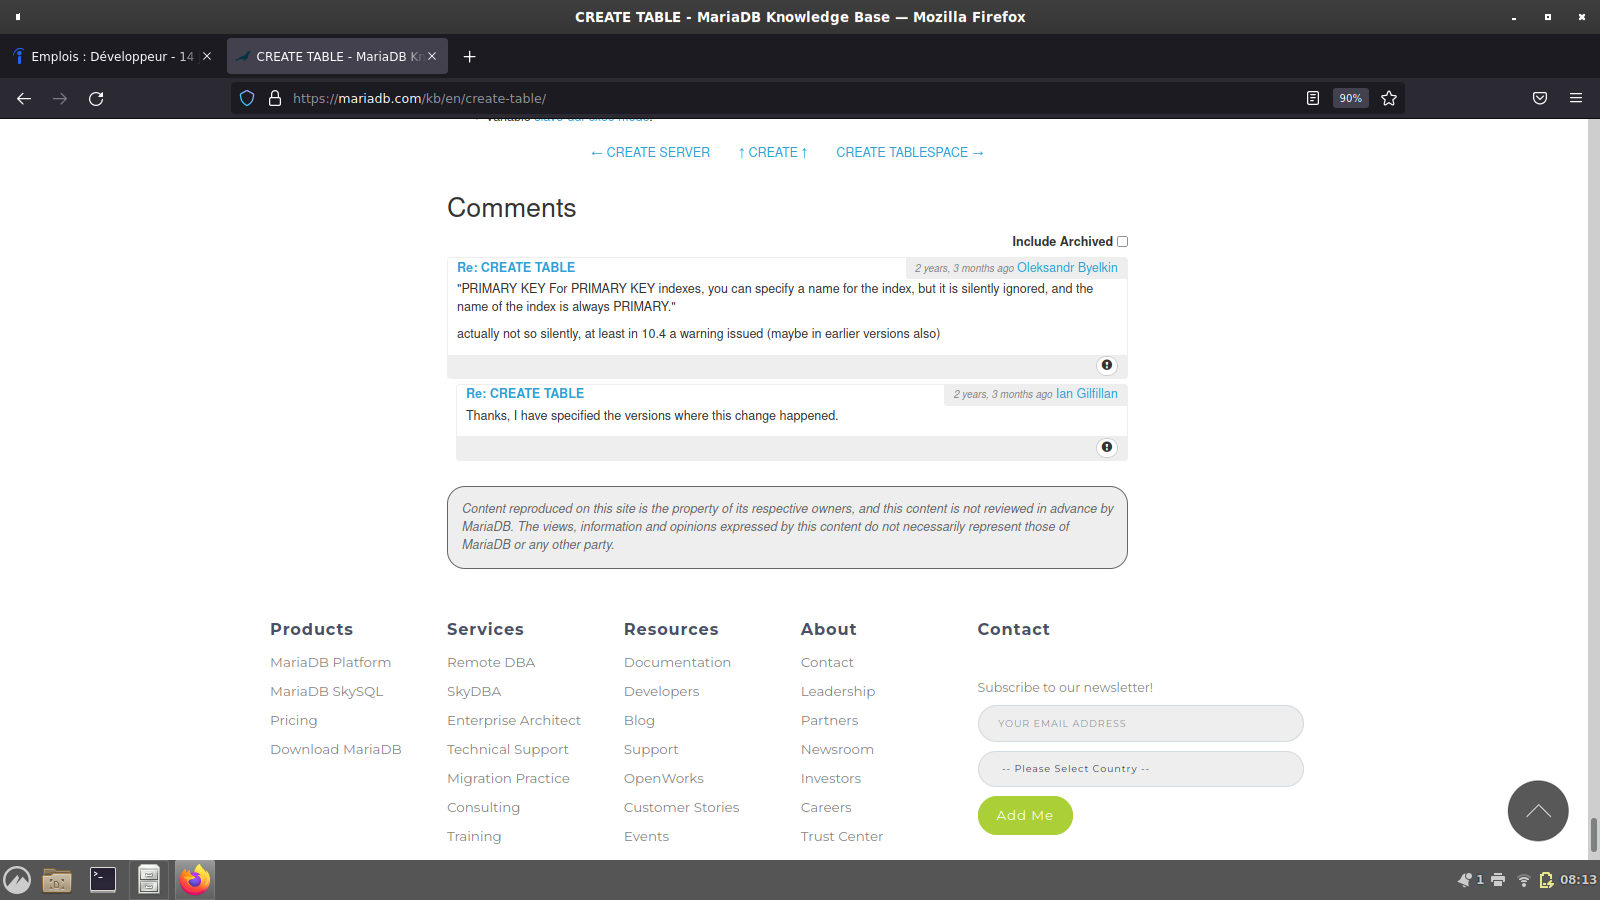 CREATE TABLE - MariaDB Knowledge Base — Mozilla Firefox
Emplois : Développeur - 14
CREATE TABLE - MariaDB Kn
https://mariadb.com/kb/en/create-table/
90%
← CREATE SERVER ↑ CREATE ↑ CREATE TABLESPACE →
Comments
Include Archived
Re: CREATE TABLE
2 years, 3 months ago Oleksandr Byelkin
"PRIMARY KEY For PRIMARY KEY indexes, you can specify a name for the index, but it is silently ignored, and the
name of the index is always PRIMARY."
actually not so silently, at least in 10.4 a warning issued (maybe in earlier versions also)
Re: CREATE TABLE
2 years, 3 months ago Ian Gilfillan
Thanks, I have specified the versions where this change happened.
Content reproduced on this site is the property of its respective owners, and this content is not reviewed in advance by
MariaDB. The views, information and opinions expressed by this content do not necessarily represent those of
MariaDB or any other party.
Products
MariaDB Platform
MariaDB SkySQL
Pricing
Download MariaDB
Services
Remote DBA
SkyDBA
Enterprise Architect
Technical Support
Migration Practice
Consulting
Training
Resources
Documentation
Developers
Blog
Support
OpenWorks
Customer Stories
Events
About
Contact
Leadership
Partners
Newsroom
Investors
Careers
Trust Center
Contact
Subscribe to our newsletter!
YOUR EMAIL ADDRESS
-- Please Select Country --
Add Me
1
08:13